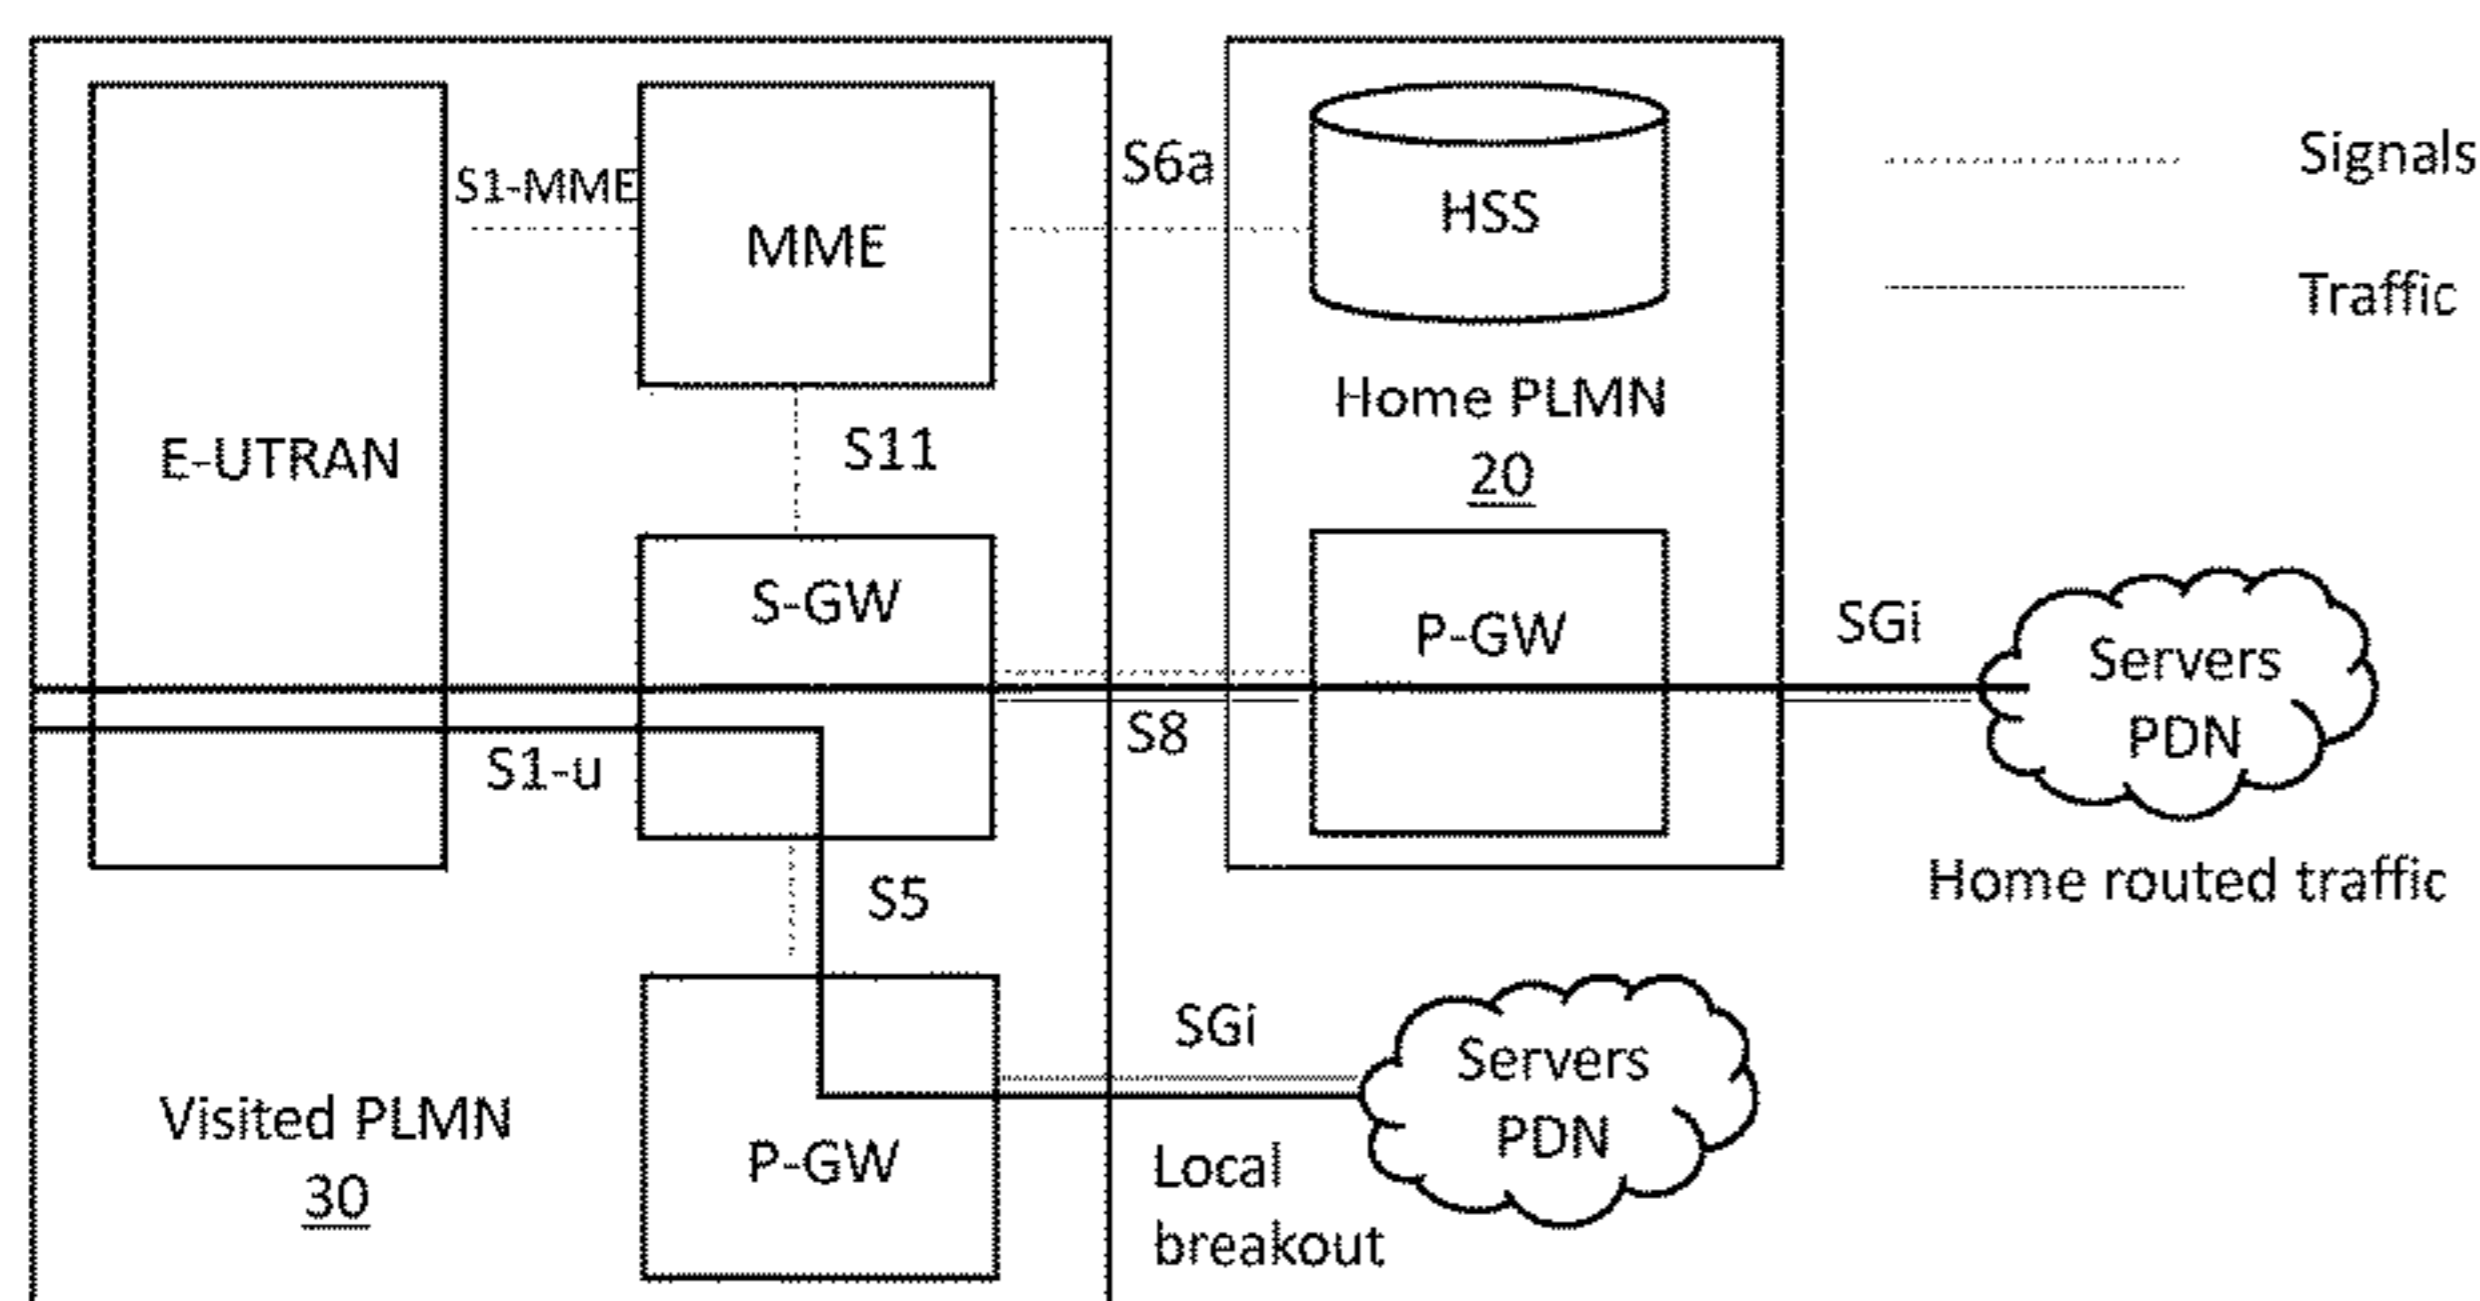 S1-MME
MME
S6a
HSS
Signals
Traffic
E-UTRAN
S11
Home PLMN
20
S-GW
P-GW
SGi
Servers
PDN
S1-u
S8
Home routed traffic
S5
Visited PLMN
30
P-GW
SGi
Servers
PDN
Local
breakout